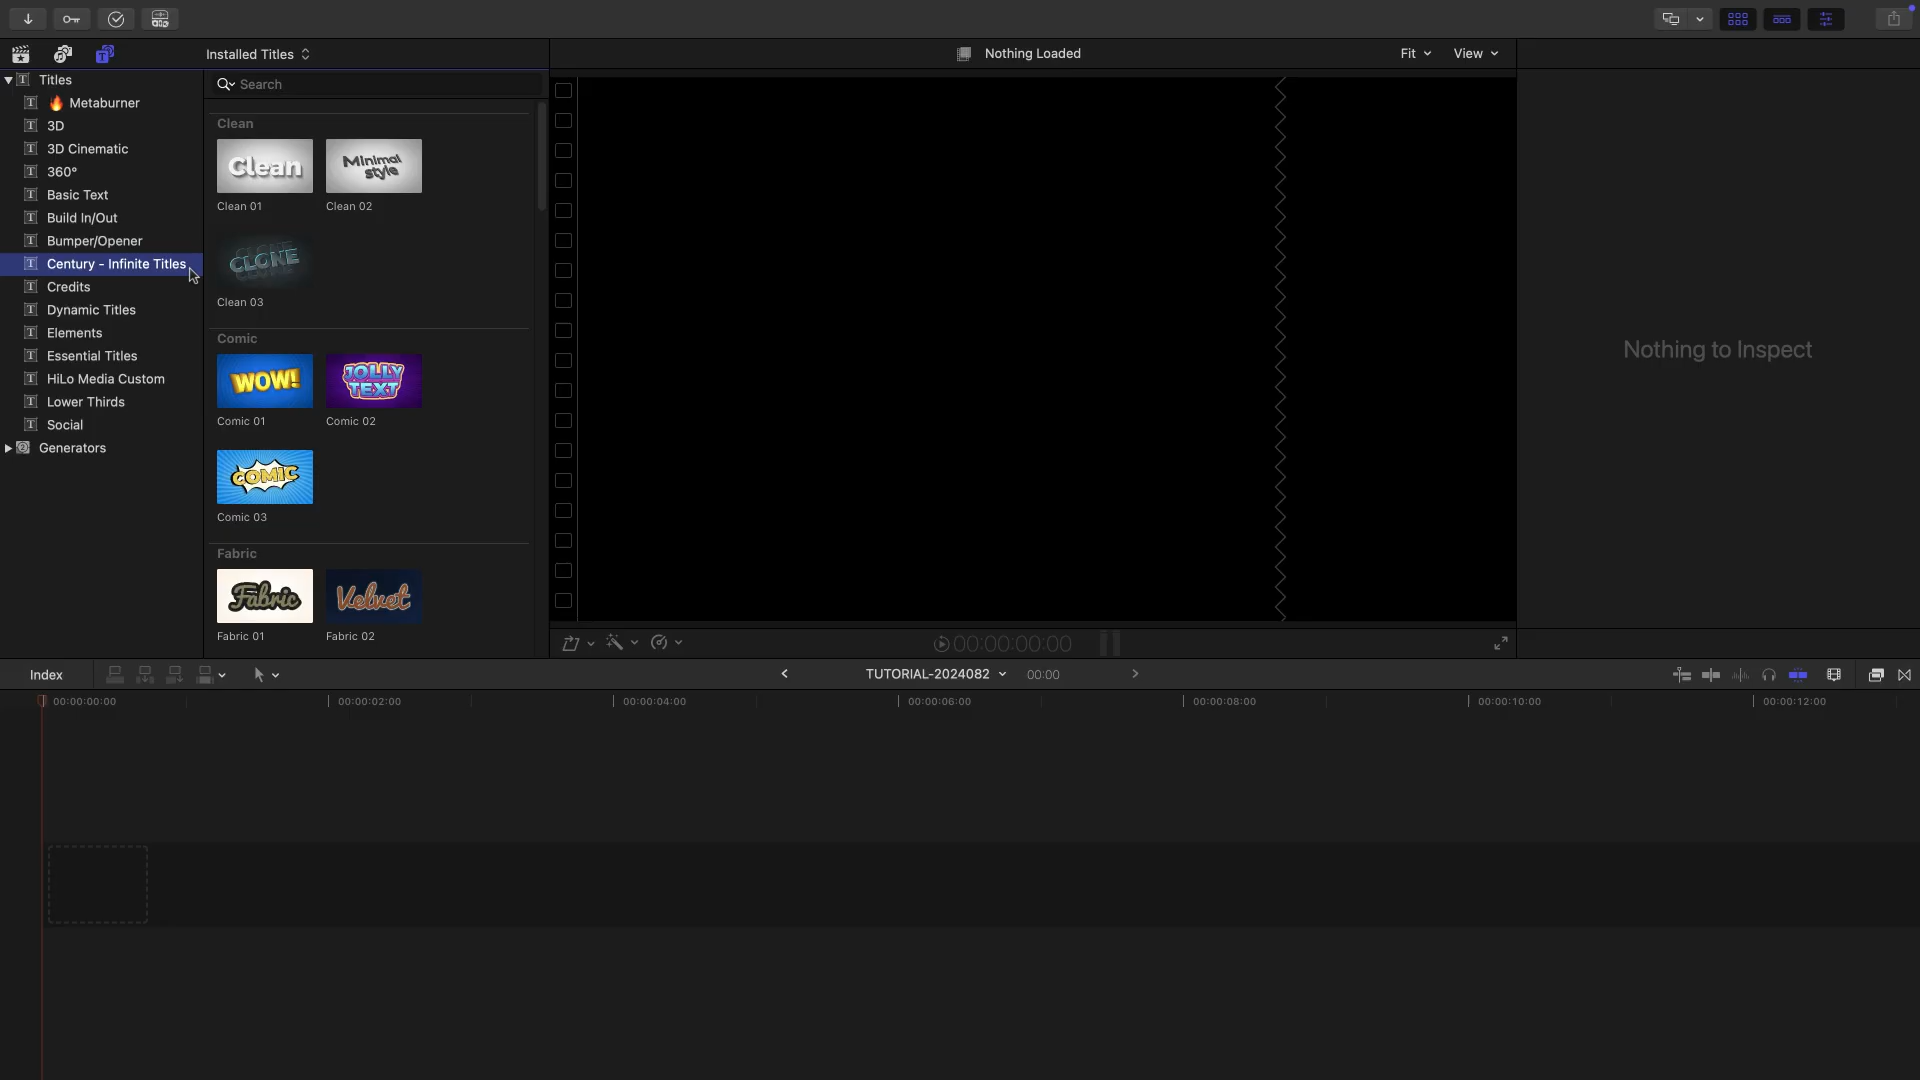 Installed Titles
Nothing Loaded
Fit
View
Titles
Search
🔥 Metaburner
3D
3D Cinematic
360°
Basic Text
Build In/Out
Bumper/Opener
Century - Infinite Titles
Credits
Dynamic Titles
Elements
Essential Titles
HiLo Media Custom
Lower Thirds
Social
Generators
Clean
Clean
Minimal
style
Clean 01
Clean 02
CLONE
Clean 03
Comic
WOW!
JOLLY
TEXT
Comic 01
Comic 02
COMIC
Comic 03
Fabric
Fabric
Velvet
Fabric 01
Fabric 02
Nothing to Inspect
00:00:00:00
Index
TUTORIAL-2024082
00:00
00:00:00:00
00:00:02:00
00:00:04:00
00:00:06:00
00:00:08:00
00:00:10:00
00:00:12:00